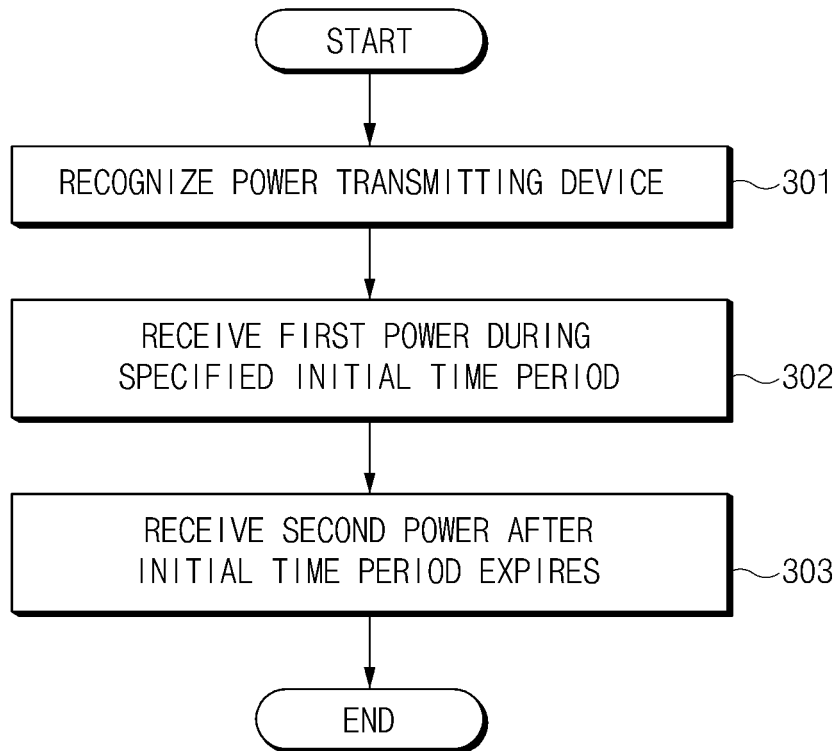 START
RECOGNIZE POWER TRANSMITTING DEVICE
301
RECEIVE FIRST POWER DURING
SPECIFIED INITIAL TIME PERIOD
302
RECEIVE SECOND POWER AFTER
INITIAL TIME PERIOD EXPIRES
303
END